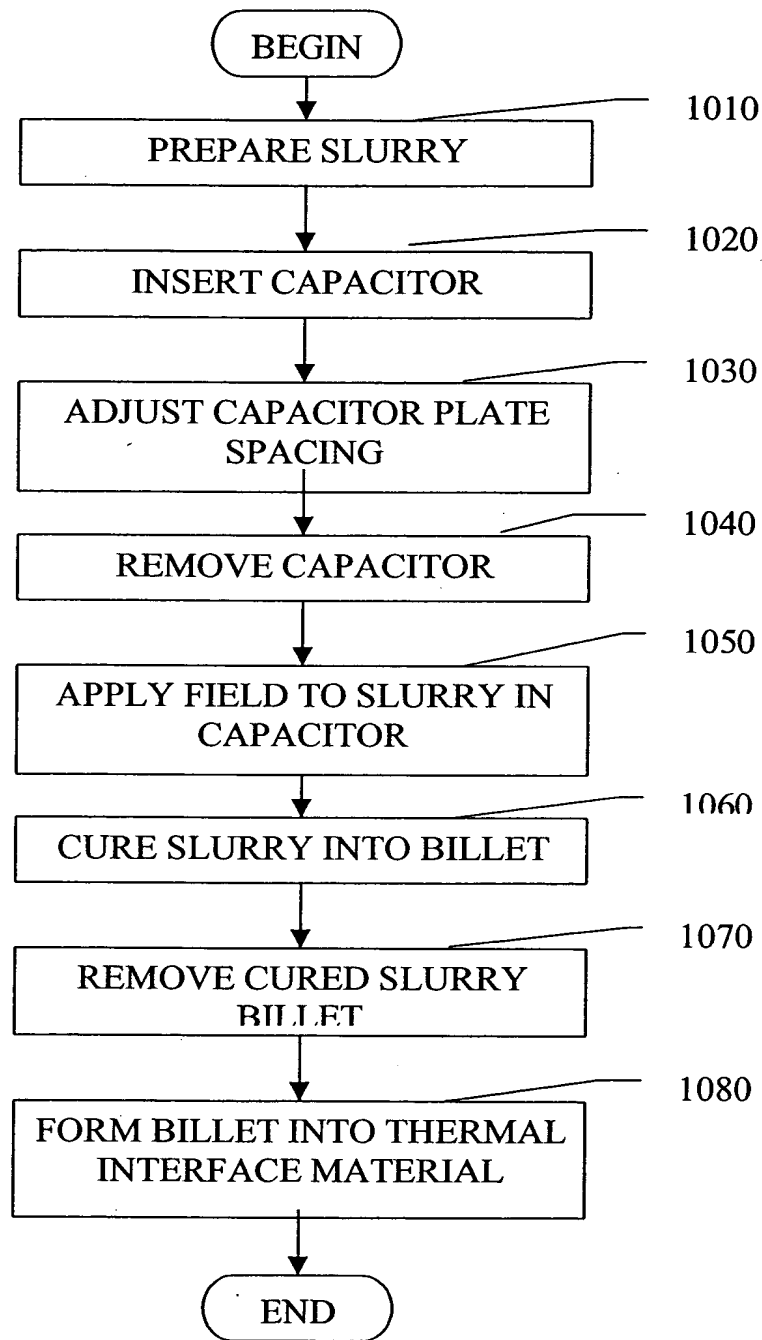 BEGIN
1010
PREPARE SLURRY
1020
INSERT CAPACITOR
1030
ADJUST CAPACITOR PLATE
SPACING
1040
REMOVE CAPACITOR
1050
APPLY FIELD TO SLURRY IN
CAPACITOR
1060
CURE SLURRY INTO BILLET
1070
REMOVE CURED SLURRY
BILLET
1080
FORM BILLET INTO THERMAL
INTERFACE MATERIAL
END